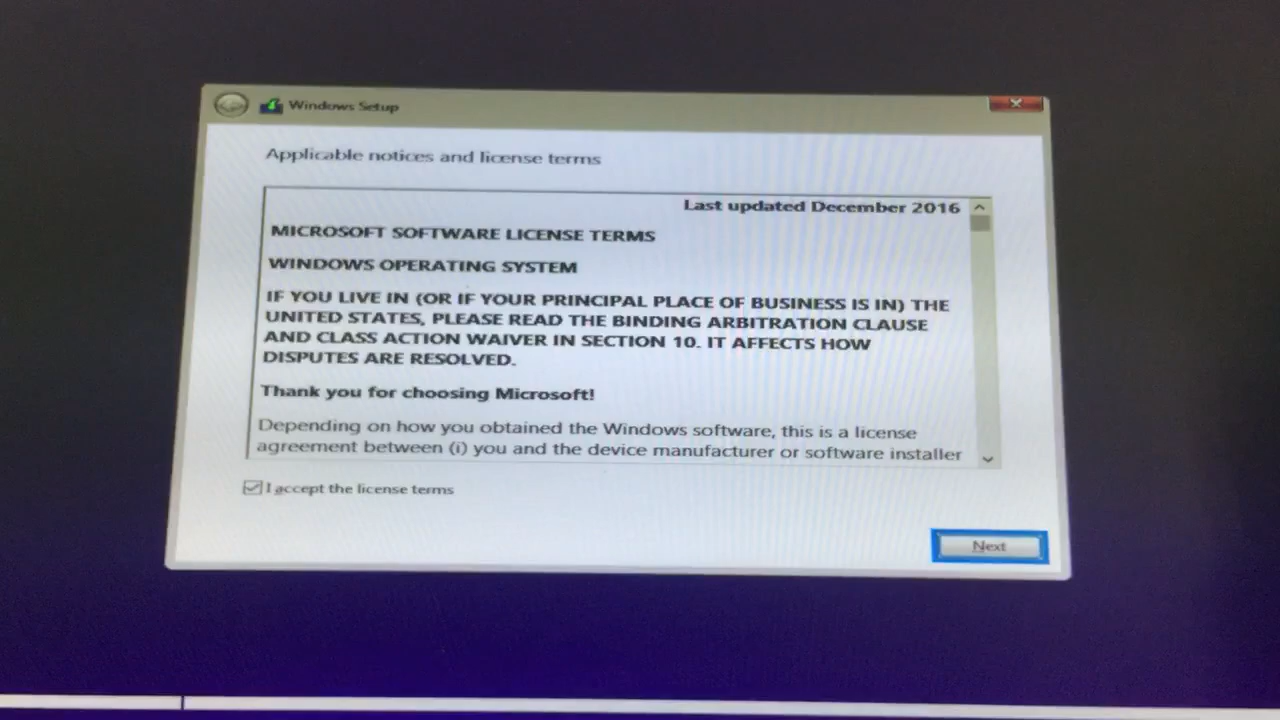 Windows Setup
Applicable notices and license terms
Last updated December 2016
MICROSOFT SOFTWARE LICENSE TERMS
WINDOWS OPERATING SYSTEM
IF YOU LIVE IN (OR IF YOUR PRINCIPAL PLACE OF BUSINESS IS IN) THE
UNITED STATES, PLEASE READ THE BINDING ARBITRATION CLAUSE
AND CLASS ACTION WAIVER IN SECTION 10. IT AFFECTS HOW
DISPUTES ARE RESOLVED.
Thank you for choosing Microsoft!
Depending on how you obtained the Windows software, this is a license
agreement between (i) you and the device manufacturer or software installer
I accept the license terms
Next